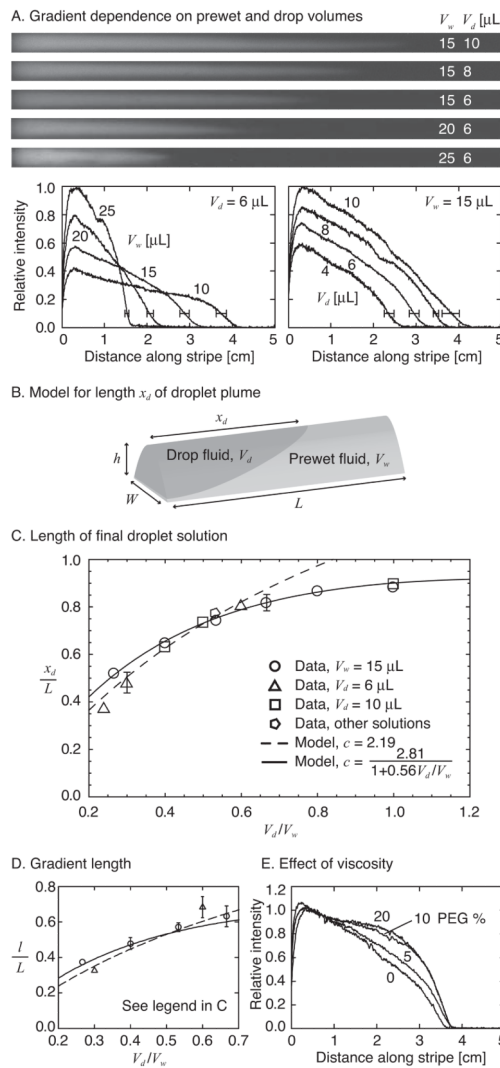 A. Gradient dependence on prewet and drop volumes
V_w V_d [µL]
15 10
15 8
15 6
20 6
25 6
1.0
0.8
0.6
0.4
0.2
0.0
Relative intensity
V_d = 6 µL
25
20
V_w [µL]
15
10
0 1 2 3 4 5
Distance along stripe [cm]
V_w = 15 µL
10
8
6
4
V_d [µL]
0 1 2 3 4 5
Distance along stripe [cm]
B. Model for length x_d of droplet plume
x_d
h
Drop fluid, V_d
Prewet fluid, V_w
W
L
C. Length of final droplet solution
1.0
0.8
0.6
0.4
0.2
0.0
x_d
L
Data, V_w = 15 µL
Data, V_d = 6 µL
Data, V_d = 10 µL
Data, other solutions
Model, c = 2.19
Model, c = 2.81
1+0.56V_d/V_w
0.2 0.4 0.6 0.8 1.0 1.2
V_d/V_w
D. Gradient length
0.8
0.6
0.4
0.2
0.0
l
L
See legend in C
0.2 0.3 0.4 0.5 0.6 0.7
V_d/V_w
E. Effect of viscosity
1.2
1.0
0.8
0.6
0.4
0.2
0.0
Relative intensity
20
10 PEG %
5
0
0 1 2 3 4 5
Distance along stripe [cm]